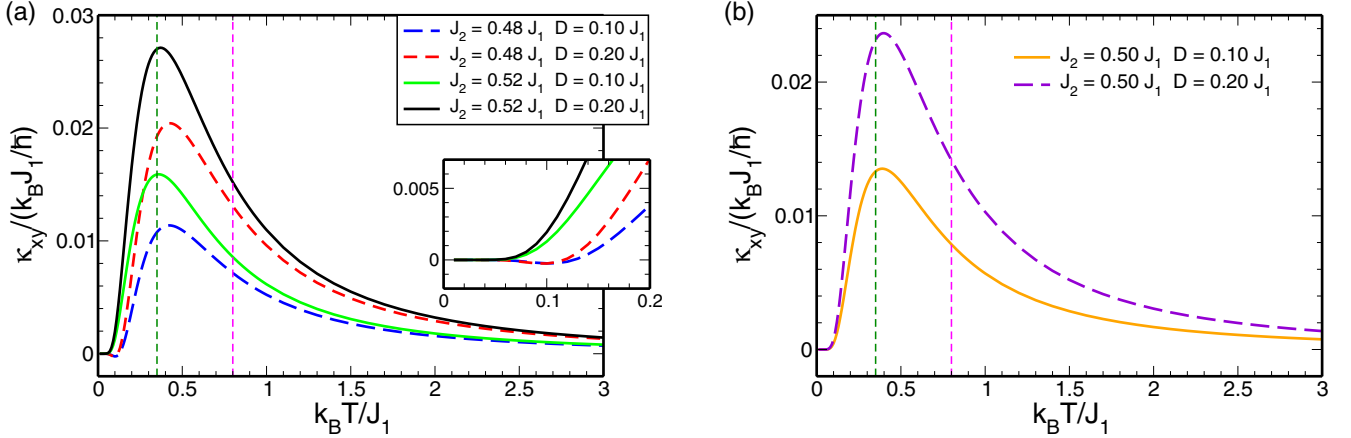 (a)
0.03
0.02
0.01
0
κxy/(kBJ1/ħ)
J2 = 0.48 J1 D = 0.10 J1
J2 = 0.48 J1 D = 0.20 J1
J2 = 0.52 J1 D = 0.10 J1
J2 = 0.52 J1 D = 0.20 J1
0.005
0
0 0.1 0.2
0 0.5 1 1.5 2 2.5 3
kBT/J1
(b)
0.02
0.01
0
κxy/(kBJ1/ħ)
J2 = 0.50 J1 D = 0.10 J1
J2 = 0.50 J1 D = 0.20 J1
0 0.5 1 1.5 2 2.5 3
kBT/J1